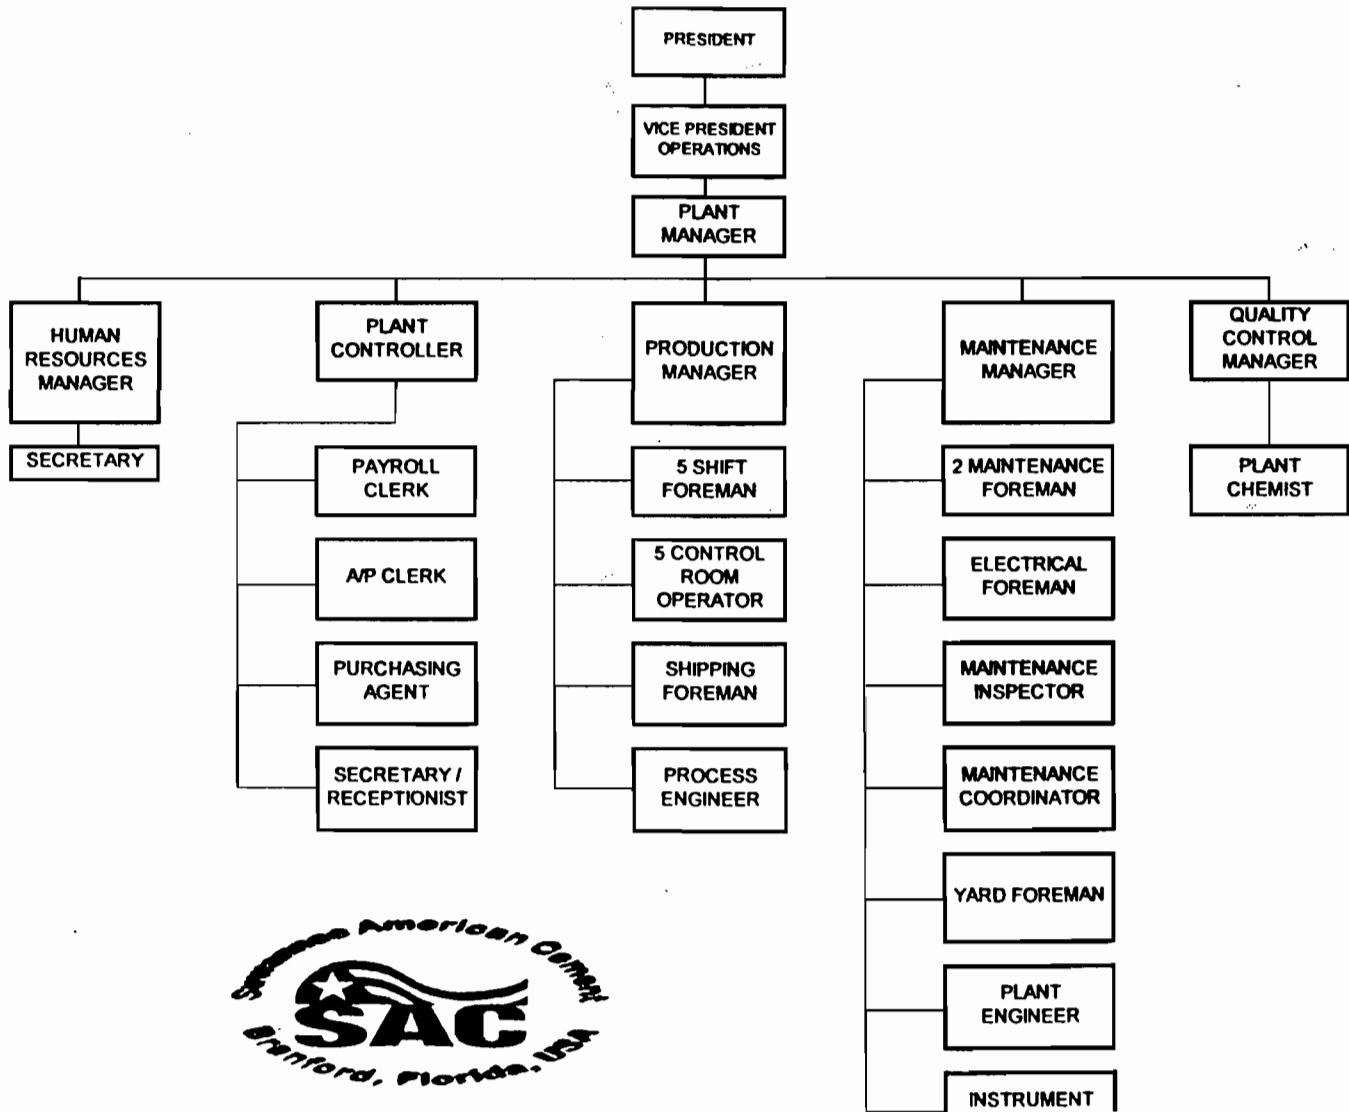 PRESIDENT
VICE PRESIDENT
OPERATIONS
PLANT
MANAGER
HUMAN
RESOURCES
MANAGER
SECRETARY
PLANT
CONTROLLER
PAYROLL
CLERK
A/P CLERK
PURCHASING
AGENT
SECRETARY /
RECEPTIONIST
PRODUCTION
MANAGER
5 SHIFT
FOREMAN
5 CONTROL
ROOM
OPERATOR
SHIPPING
FOREMAN
PROCESS
ENGINEER
MAINTENANCE
MANAGER
2 MAINTENANCE
FOREMAN
ELECTRICAL
FOREMAN
MAINTENANCE
INSPECTOR
MAINTENANCE
COORDINATOR
YARD FOREMAN
PLANT
ENGINEER
INSTRUMENT
QUALITY
CONTROL
MANAGER
PLANT
CHEMIST
Suwannee American Cement
SAC
Branford, Florida, USA